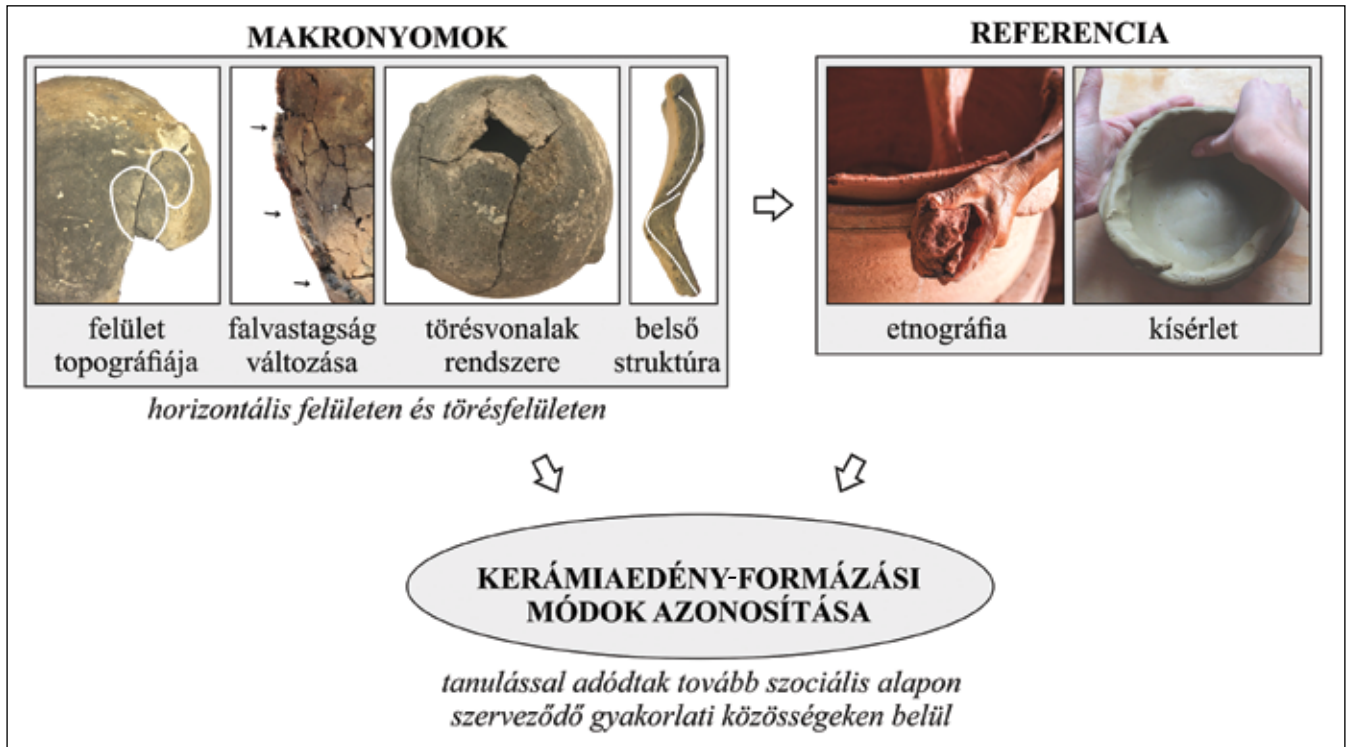 MAKRONYOMOK
felület
topográfiája
falvastagság
változása
törésvonalak
rendszere
belső
struktúra
horizontális felületen és törésfelületen
REFERENCIA
etnográfia
kísérlet
KERÁMIAEDÉNY-FORMÁZÁSI
MÓDOK AZONOSÍTÁSA
tanulással adódtak tovább szociális alapon
szerveződő gyakorlati közösségeken belül